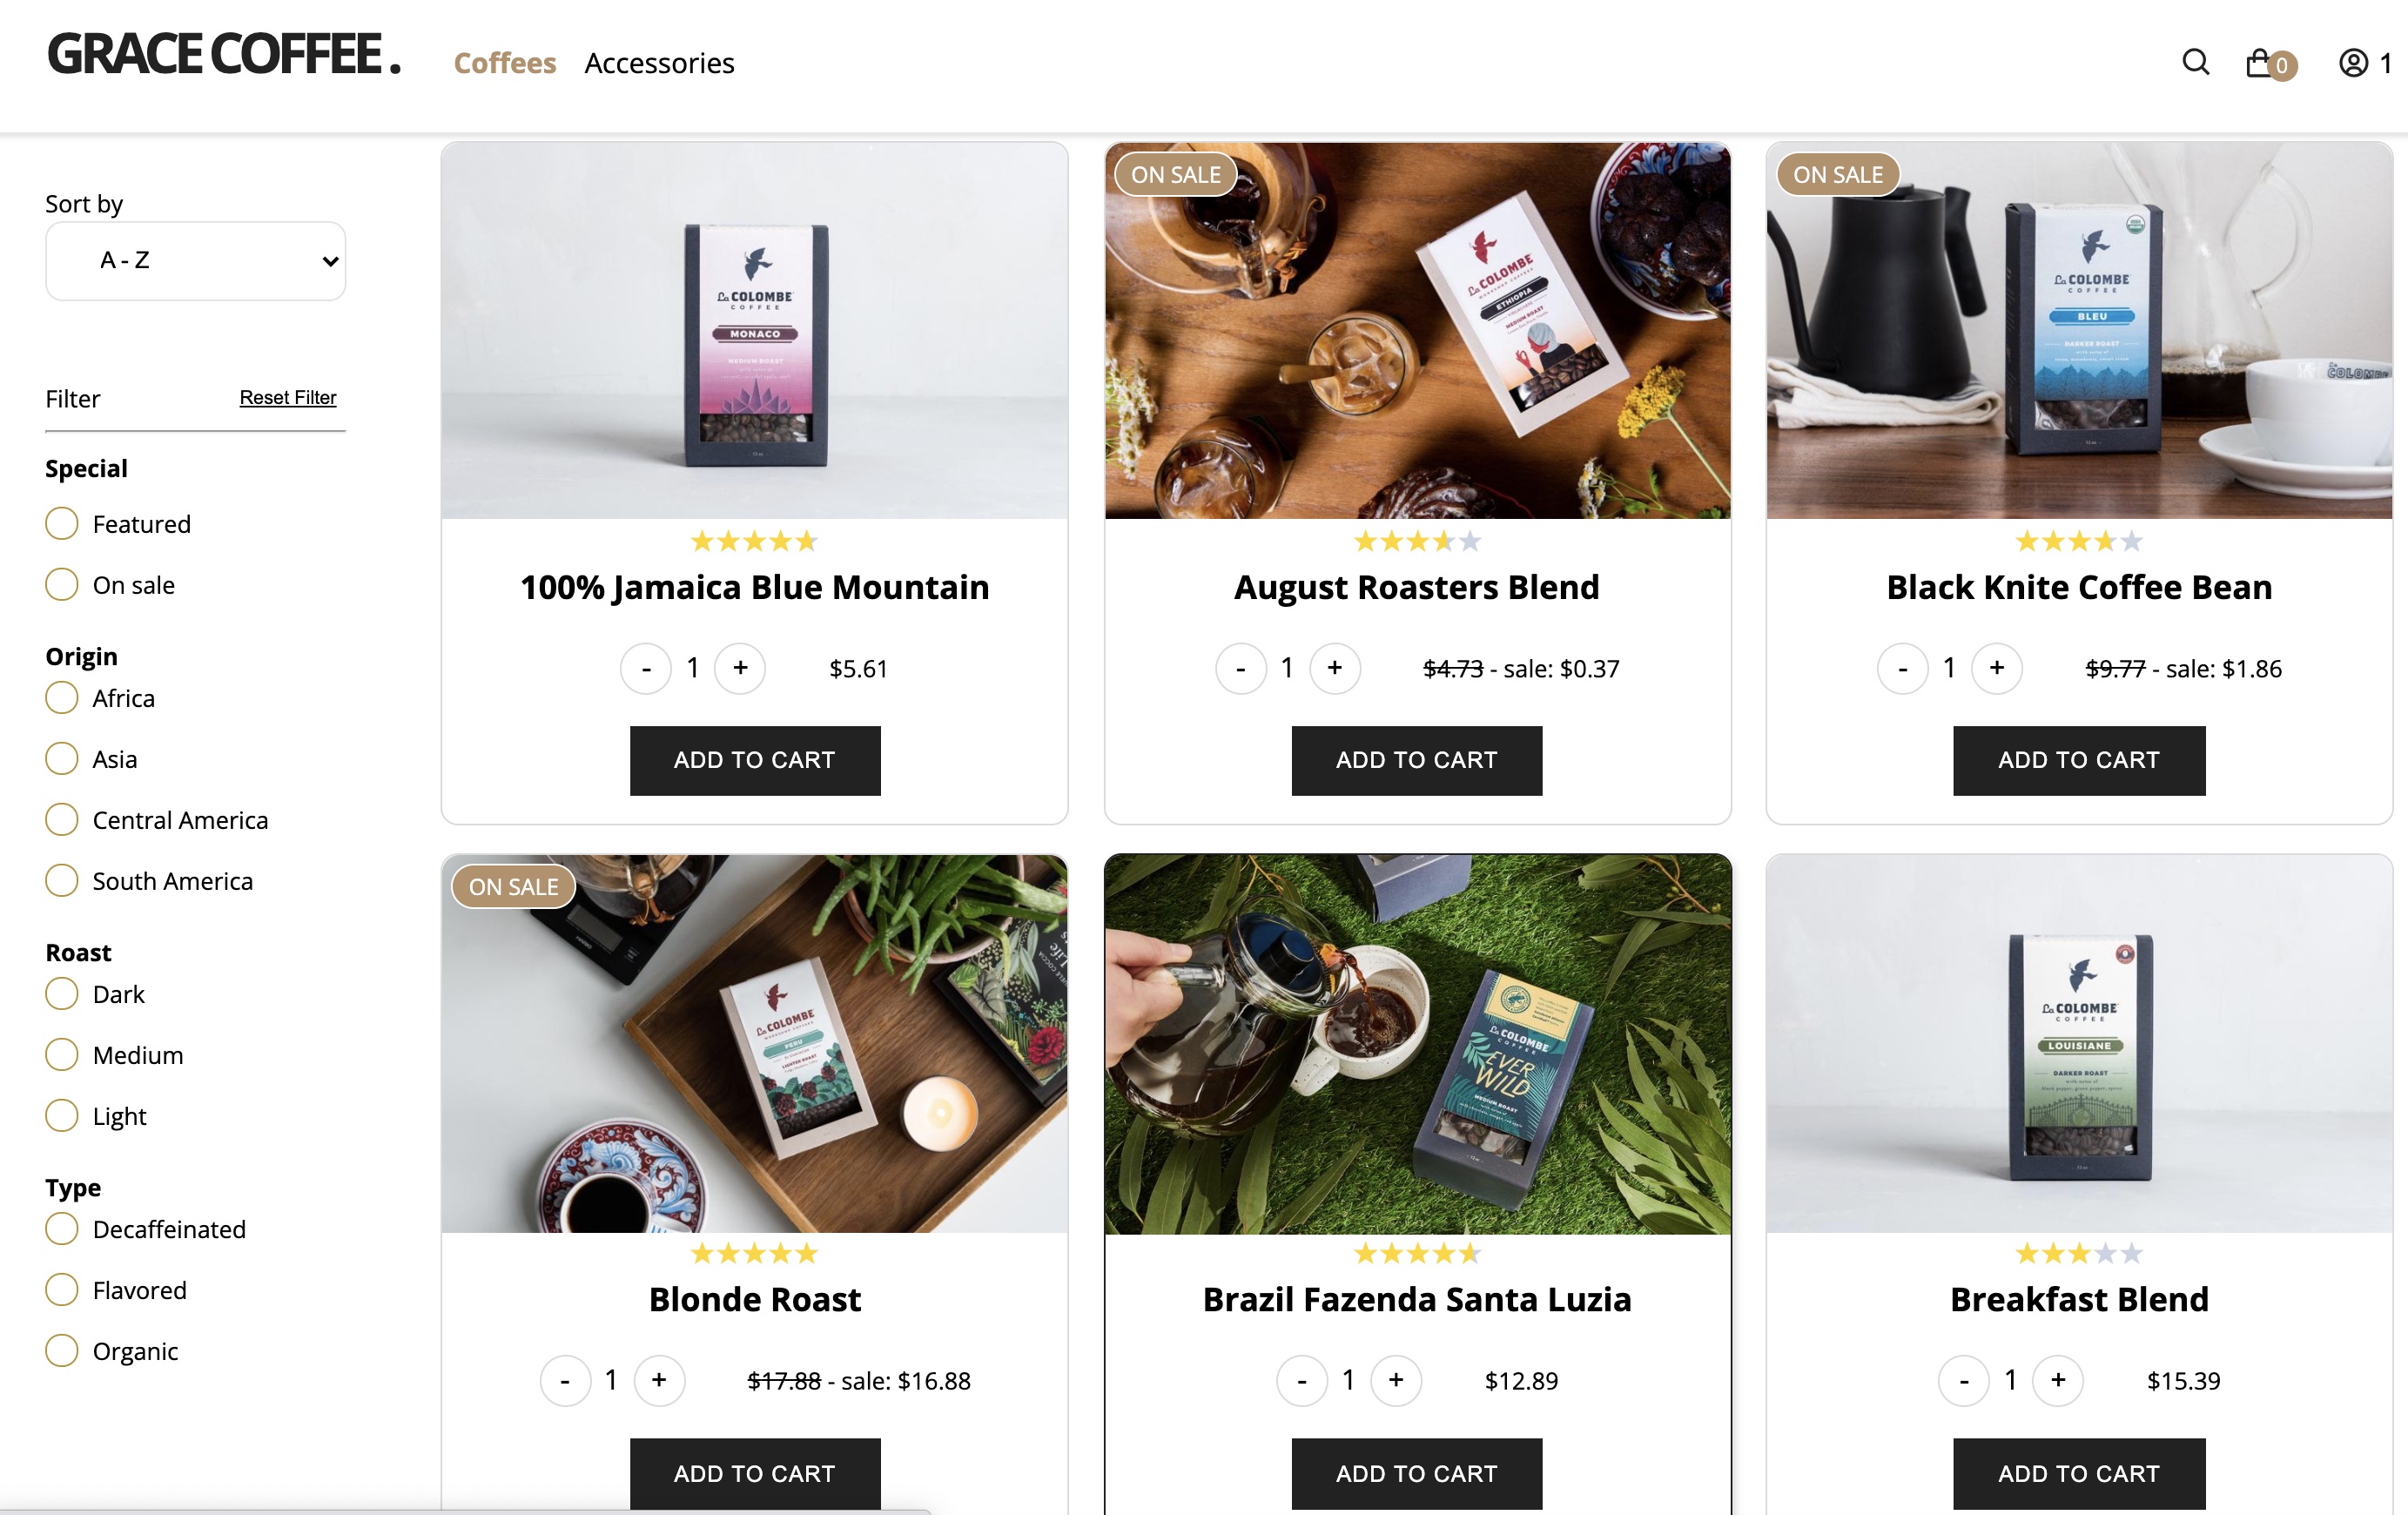 GRACE COFFEE.
Coffees
Accessories
0
1
Sort by
A - Z
Filter
Reset Filter
Special
Featured
On sale
Origin
Africa
Asia
Central America
South America
Roast
Dark
Medium
Light
Type
Decaffeinated
Flavored
Organic
La COLOMBE
COFFEE
MONACO
MEDIUM ROAST
100% Jamaica Blue Mountain
- 1 + $5.61
ADD TO CART
ON SALE
La COLOMBE
ETHIOPIA
MEDIUM ROAST
August Roasters Blend
- 1 + $4.73 - sale: $0.37
ADD TO CART
ON SALE
La COLOMBE
COFFEE
BLEU
DARKER ROAST
COLOMBE
Black Knite Coffee Bean
- 1 + $9.77 - sale: $1.86
ADD TO CART
ON SALE
La COLOMBE
PERU
LIGHTER ROAST
Life
Blonde Roast
- 1 + $17.88 - sale: $16.88
ADD TO CART
La COLOMBE
COFFEE
EVER
WILD
MEDIUM ROAST
Brazil Fazenda Santa Luzia
- 1 + $12.89
ADD TO CART
La COLOMBE
COFFEE
LOUISIANE
DARKER ROAST
Breakfast Blend
- 1 + $15.39
ADD TO CART